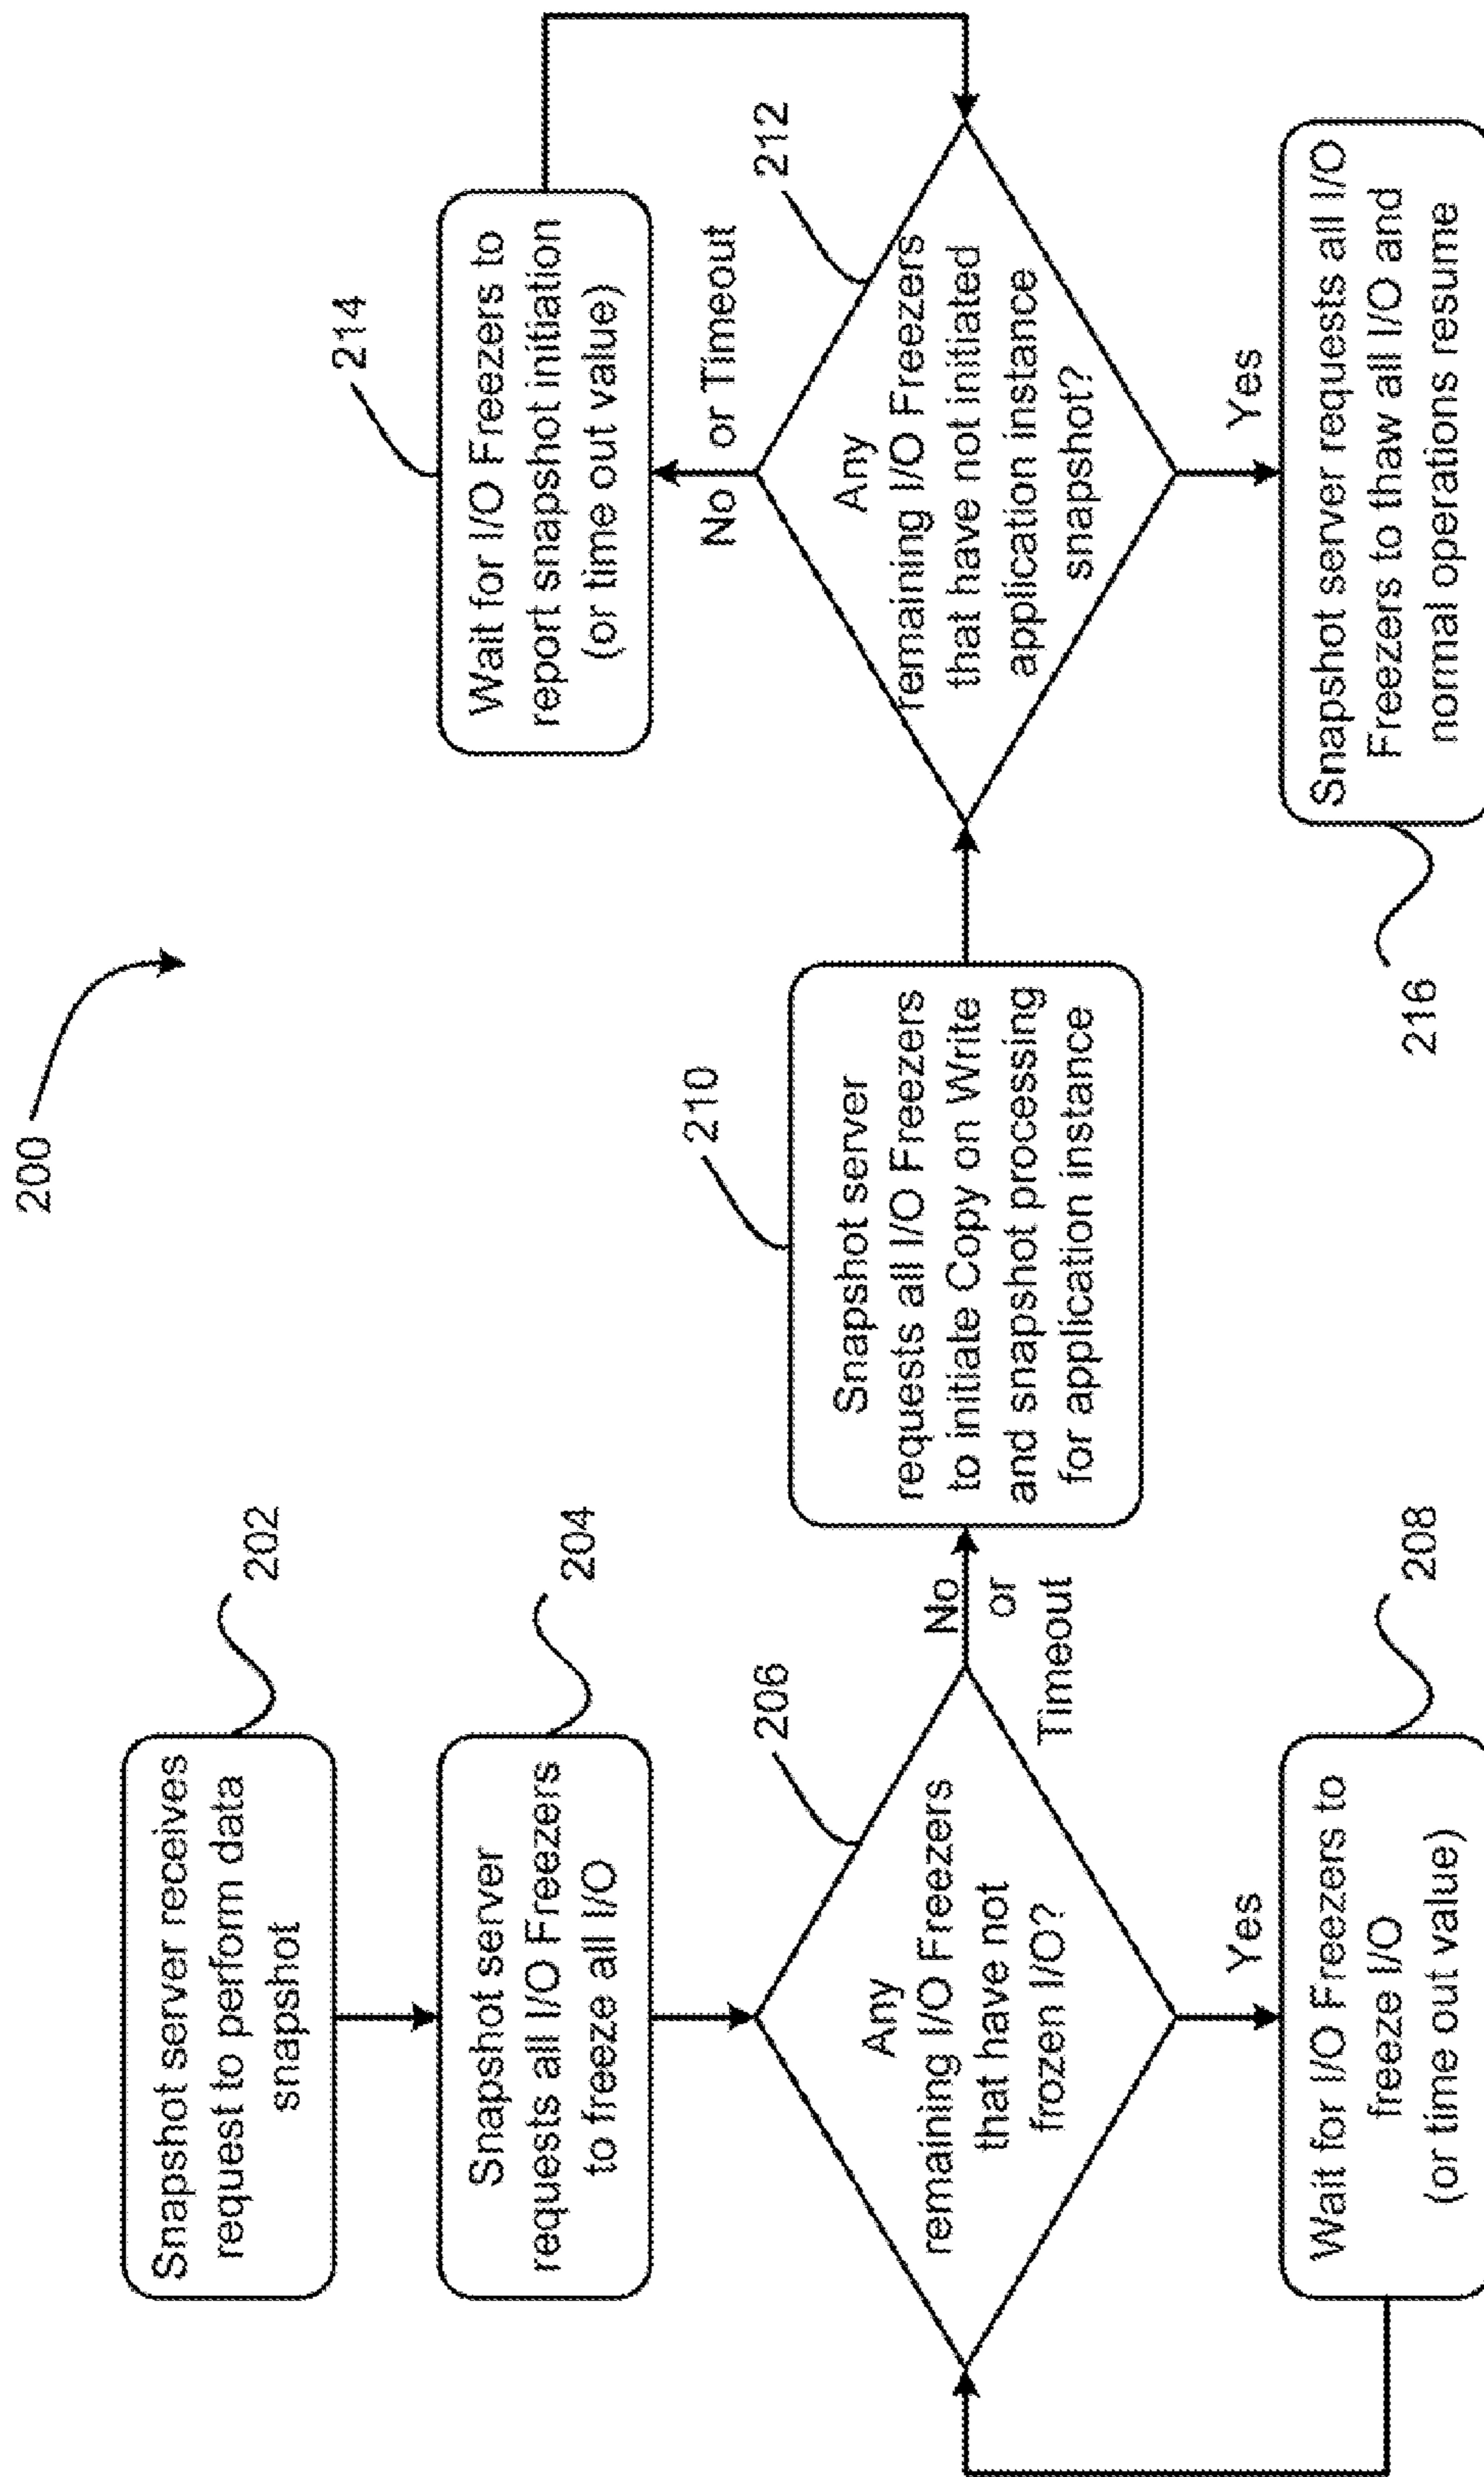 200
Snapshot server receives
request to perform data
snapshot
202
Snapshot server
requests all I/O Freezers
to freeze all I/O
204
Any
remaining I/O Freezers
that have not
frozen I/O?
206
No
or
Timeout
Yes
Wait for I/O Freezers to
freeze I/O
(or time out value)
208
Snapshot server
requests all I/O Freezers
to initiate Copy on Write
and snapshot processing
for application instance
210
Any
remaining I/O Freezers
that have not initiated
application instance
snapshot?
212
No or Timeout
Wait for I/O Freezers to
report snapshot initiation
(or time out value)
214
Yes
Snapshot server requests all I/O
Freezers to thaw all I/O and
normal operations resume
216